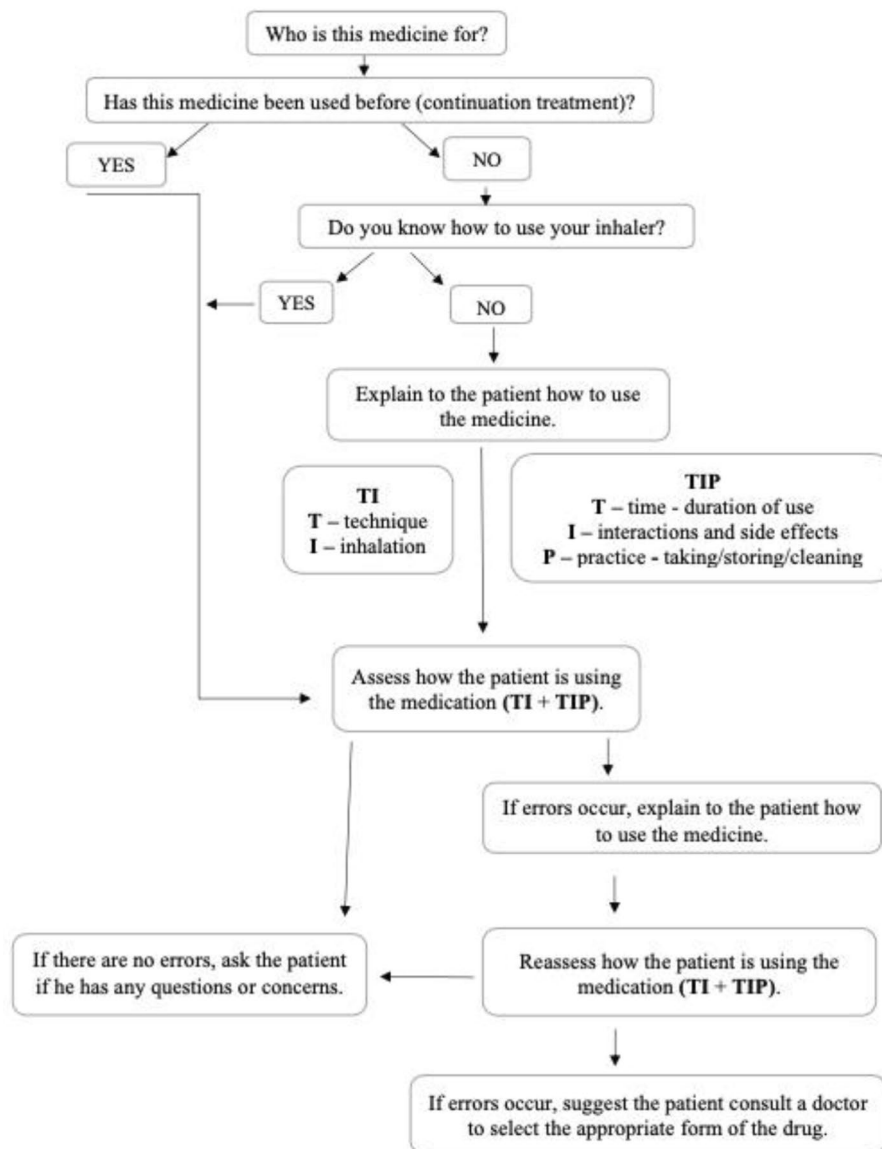 Who is this medicine for?
Has this medicine been used before (continuation treatment)?
YES
NO
Do you know how to use your inhaler?
YES
NO
Explain to the patient how to use
the medicine.
TI
T – technique
I – inhalation
TIP
T – time - duration of use
I – interactions and side effects
P – practice - taking/storing/cleaning
Assess how the patient is using
the medication (TI + TIP).
If errors occur, explain to the patient how
to use the medicine.
If there are no errors, ask the patient
if he has any questions or concerns.
Reassess how the patient is using the
medication (TI + TIP).
If errors occur, suggest the patient consult a doctor
to select the appropriate form of the drug.